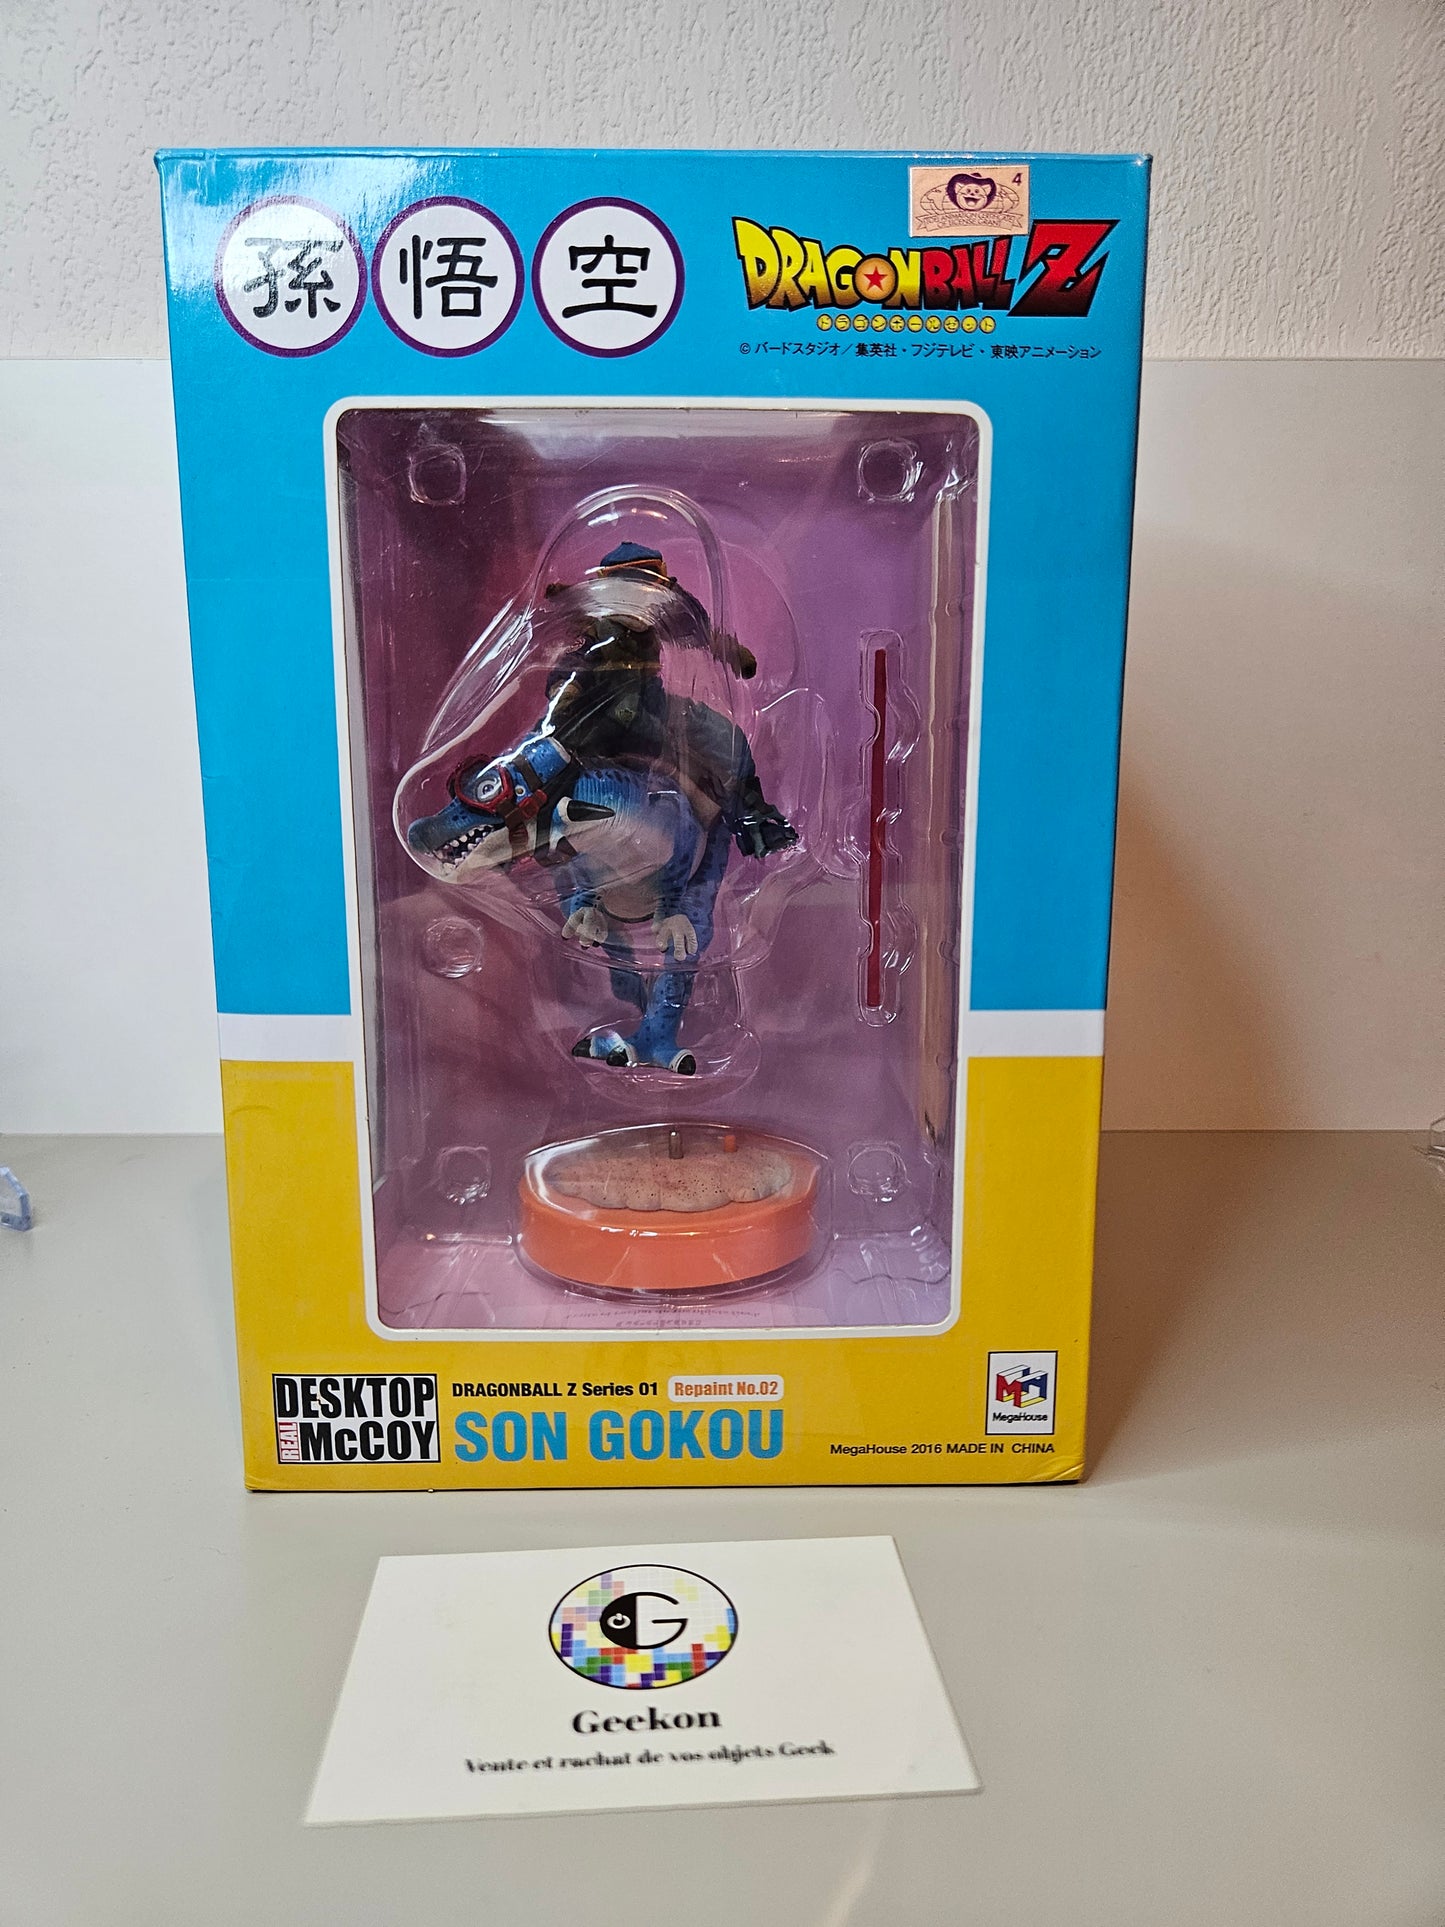 孫 悟 空
4
DRAGONBALL Z
ドラゴンボールゼット
© バードスタジオ／集英社・フジテレビ・東映アニメーション
DESKTOP
REAL McCOY
DRAGONBALL Z Series 01 Repaint No.02
SON GOKOU
MegaHouse
MegaHouse 2016 MADE IN CHINA
G
Geekon
Vente et rachat de vos objets Geek